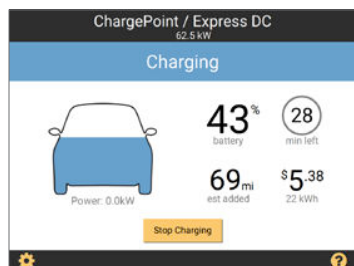 ChargePoint / Express DC
62.5 kW
Charging
43%
battery
28
min left
69mi
est added
$5.38
22 kWh
Power: 0.0kW
Stop Charging
?